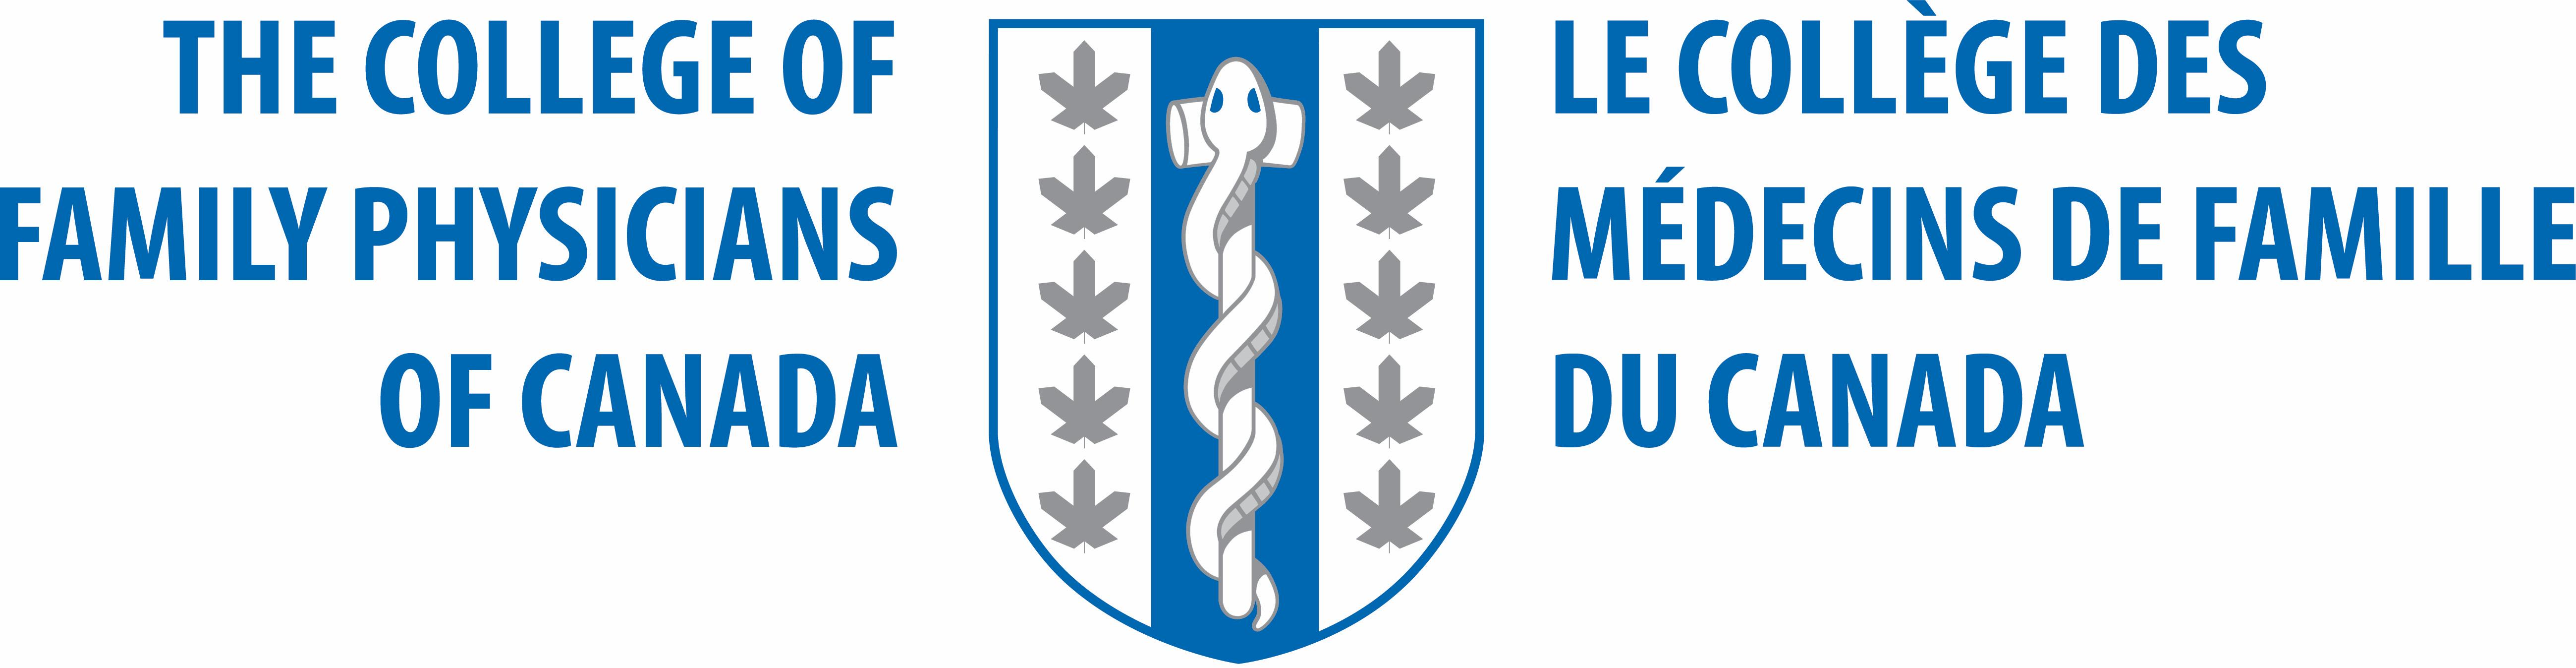 THE COLLEGE OF
FAMILY PHYSICIANS
OF CANADA
LE COLLÈGE DES
MÉDECINS DE FAMILLE
DU CANADA